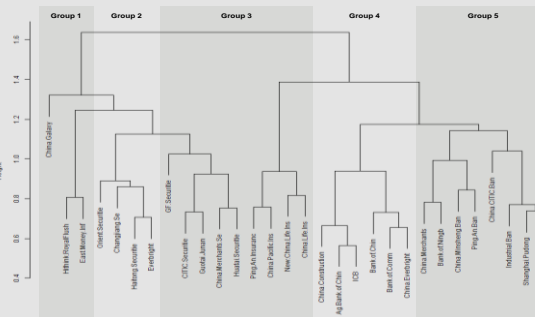 Group 1
Group 2
Group 3
Group 4
Group 5
1.6
1.4
1.2
1.0
0.8
0.6
0.4
China Galaxy
Hithink RoyalFlush
East Money Inf
Orient Securitie
Changjiang Se
Haitong Securitie
Everbright
GF Securitie
CITIC Securitie
Guotai Junan
China Merchants Se
Huatai Securitie
Ping An Insuranc
China Pacific Ins
New China Life Ins
China Life Ins
China Construction
Ag Bank of Chin
ICB
Bank of Chin
Bank of Comm
China Everbright
China Merchants
Bank of Ningb
China Minsheng Ban
Ping An Ban
China CITIC Ban
Industrial Ban
Shanghai Pudong